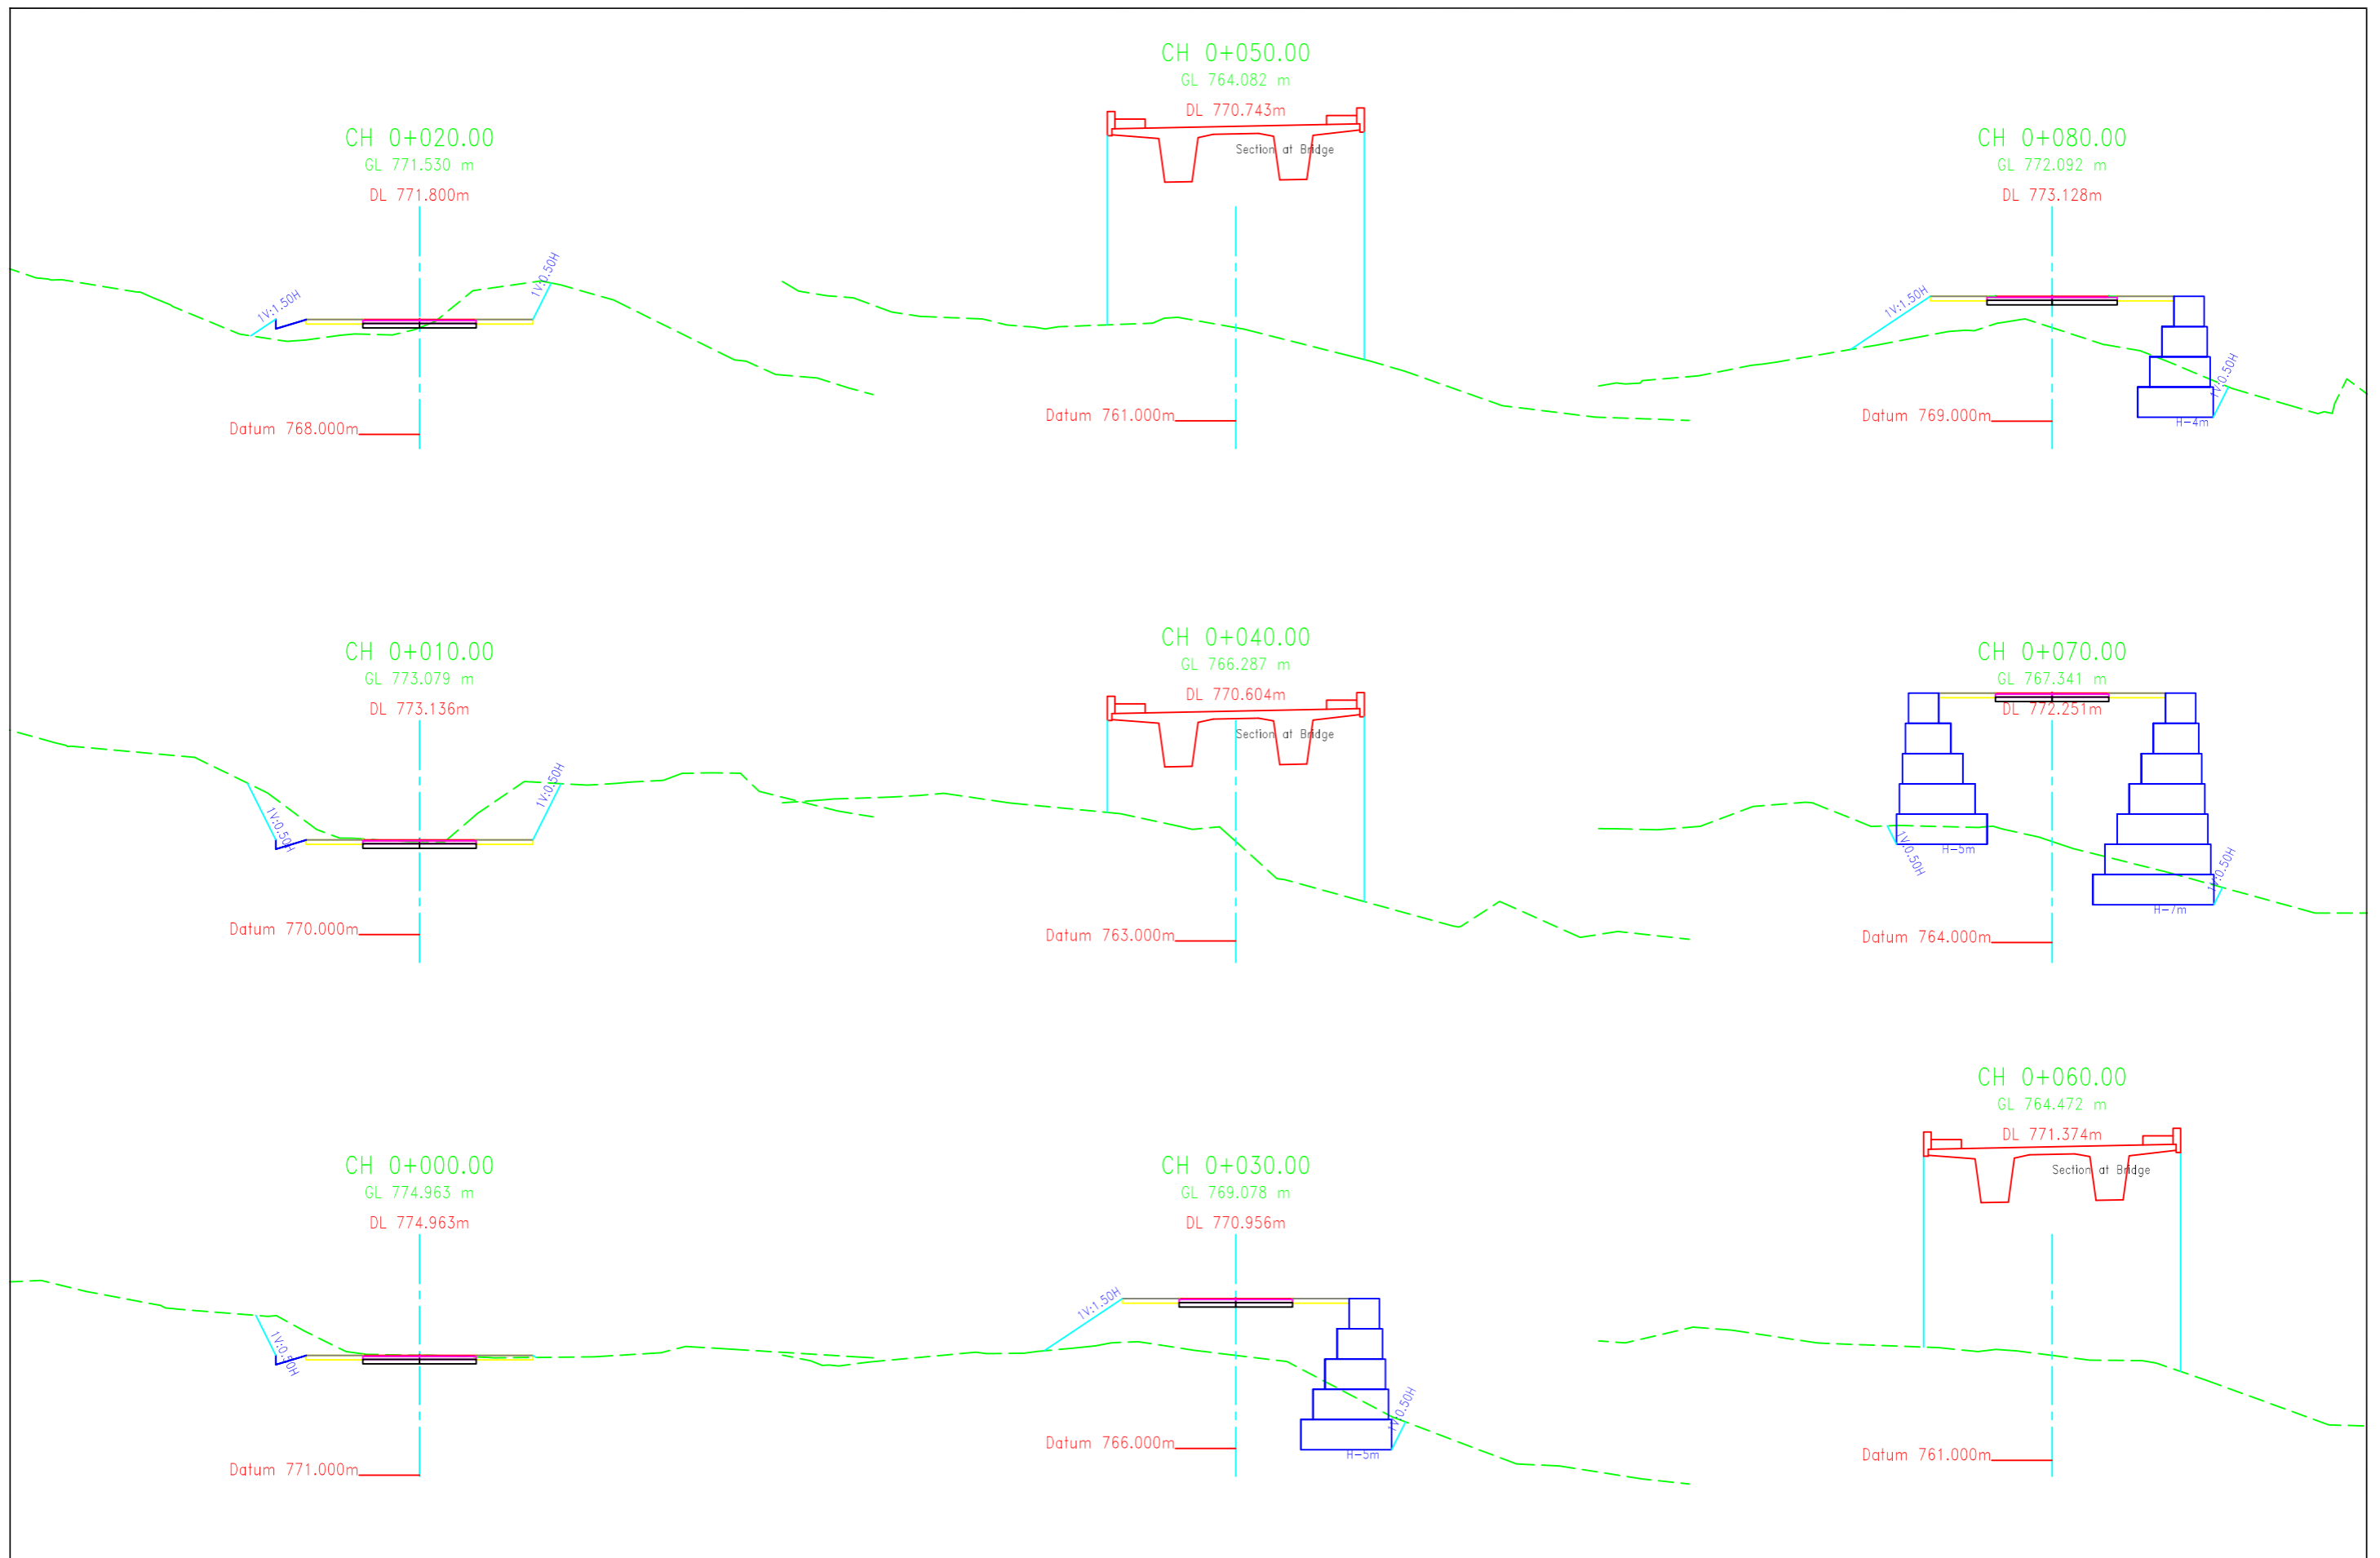 CH 0+020.00
GL 771.530 m
DL 771.800m
1V:1.50H
1V:0.50H
Datum 768.000m
CH 0+050.00
GL 764.082 m
DL 770.743m
Section at Bridge
Datum 761.000m
CH 0+080.00
GL 772.092 m
DL 773.128m
1V:1.50H
1V:0.50H
H-4m
Datum 769.000m
CH 0+010.00
GL 773.079 m
DL 773.136m
1V:0.50H
1V:0.50H
Datum 770.000m
CH 0+040.00
GL 766.287 m
DL 770.604m
Section at Bridge
Datum 763.000m
CH 0+070.00
GL 767.341 m
DL 772.251m
1V:0.50H
H-5m
1V:0.50H
H-7m
Datum 764.000m
CH 0+000.00
GL 774.963 m
DL 774.963m
1V:0.50H
Datum 771.000m
CH 0+030.00
GL 769.078 m
DL 770.956m
1V:1.50H
1V:0.50H
H-5m
Datum 766.000m
CH 0+060.00
GL 764.472 m
DL 771.374m
Section at Bridge
Datum 761.000m